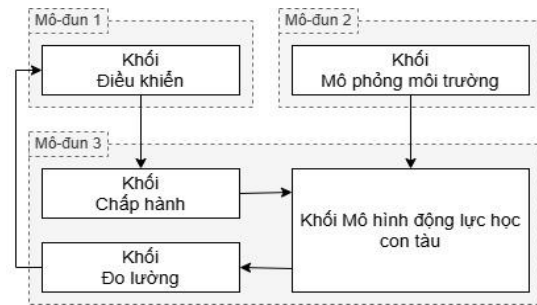 Mô-đun 1
Khối
Điều khiển
Mô-đun 2
Khối
Mô phỏng môi trường
Mô-đun 3
Khối
Chấp hành
Khối Mô hình động lực học
con tàu
Khối
Đo lường